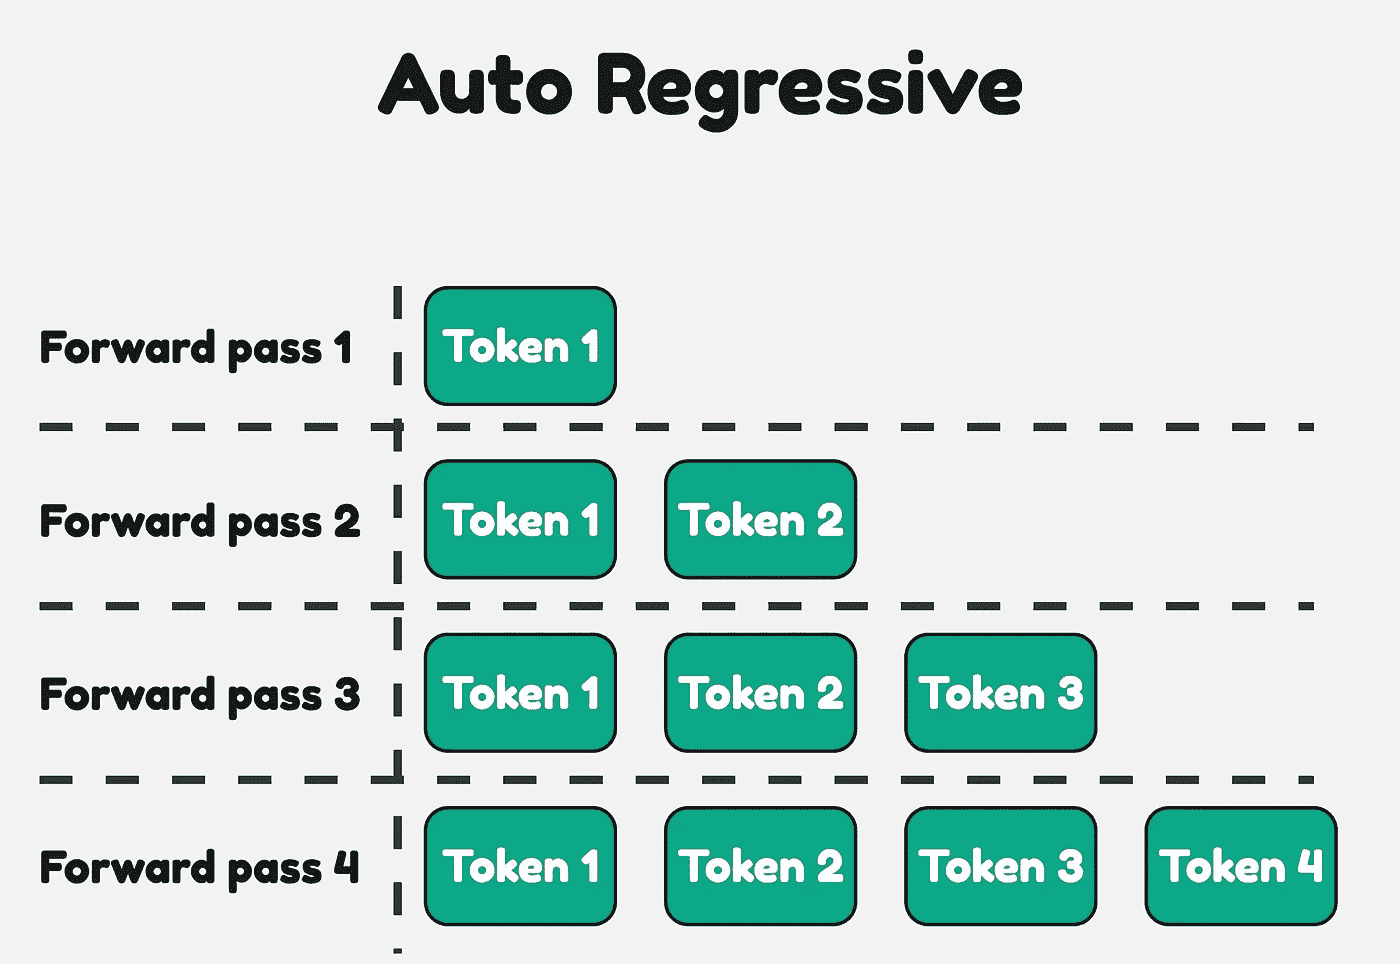 Auto Regressive
Forward pass 1 Token 1
Forward pass 2 Token 1 Token 2
Forward pass 3 Token 1 Token 2 Token 3
Forward pass 4 Token 1 Token 2 Token 3 Token 4